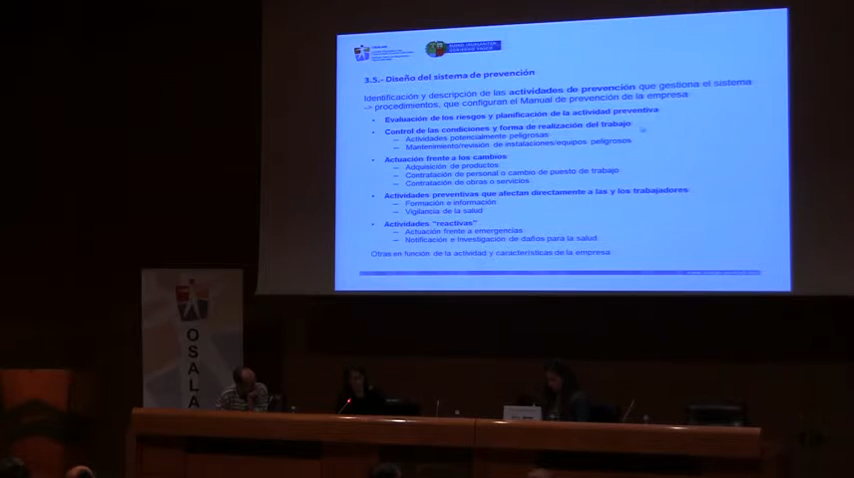 3.5.- Diseño del sistema de prevención
Identificación y descripción de las actividades de prevención que gestiona el sistema
-> procedimientos, que configuran el Manual de prevención de la empresa
• Evaluación de los riesgos y planificación de la actividad preventiva
• Control de las condiciones y forma de realización del trabajo
– Actividades potencialmente peligrosas
– Mantenimiento/revisión de instalaciones/equipos peligrosos
• Actuación frente a los cambios
– Adquisición de productos
– Contratación de personal o cambio de puesto de trabajo
– Contratación de obras o servicios
• Actividades preventivas que afectan directamente a las y los trabajadores
– Formación e información
– Vigilancia de la salud
• Actividades "reactivas"
– Actuación frente a emergencias
– Notificación e Investigación de daños para la salud
Otras en función: de la actividad y características de la empresa
OSALA